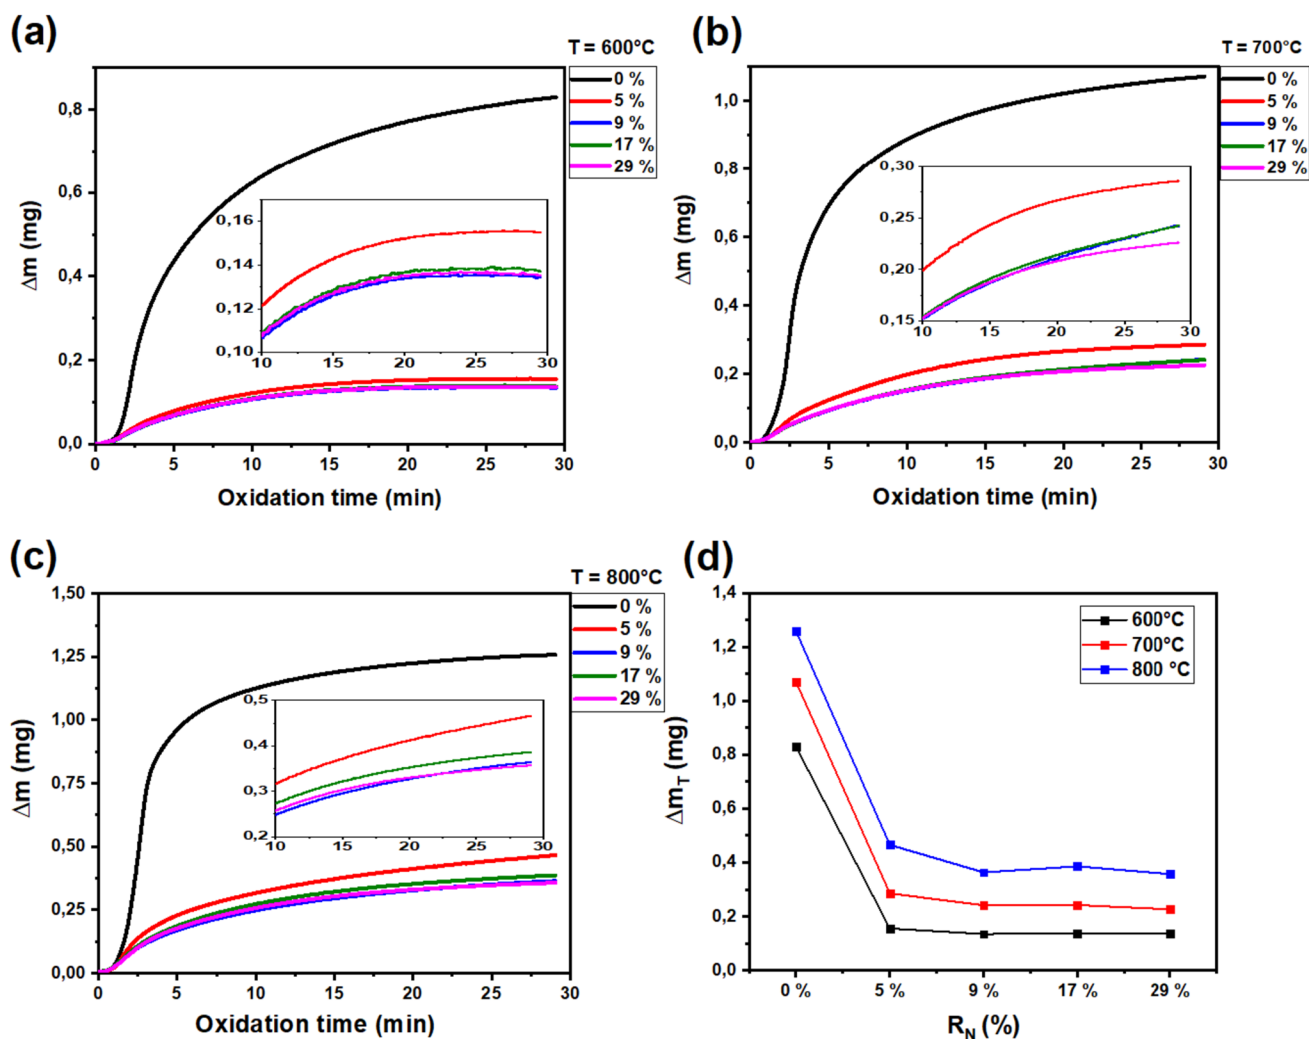 (a)
T = 600°C
0 %
5 %
9 %
17 %
29 %
Δm (mg)
0,8
0,6
0,4
0,2
0,0
0,16
0,14
0,12
0,10
10 15 20 25 30
0 5 10 15 20 25 30
Oxidation time (min)
(b)
T = 700°C
0 %
5 %
9 %
17 %
29 %
Δm (mg)
1,0
0,8
0,6
0,4
0,2
0,0
0,30
0,25
0,20
0,15
10 15 20 25 30
0 5 10 15 20 25 30
Oxidation time (min)
(c)
T = 800°C
0 %
5 %
9 %
17 %
29 %
Δm (mg)
1,50
1,25
1,00
0,75
0,50
0,25
0,00
0,5
0,4
0,3
0,2
10 15 20 25 30
0 5 10 15 20 25 30
Oxidation time (min)
(d)
600°C
700°C
800 °C
Δm_T (mg)
1,4
1,2
1,0
0,8
0,6
0,4
0,2
0,0
0 % 5 % 9 % 17 % 29 %
R_N (%)